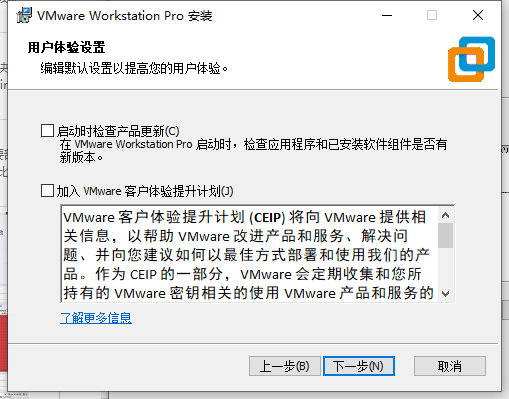 VMware Workstation Pro 安装
用户体验设置
编辑默认设置以提高您的用户体验。
启动时检查产品更新(C)
在 VMware Workstation Pro 启动时，检查应用程序和已安装软件组件是否有
新版本。
加入 VMware 客户体验提升计划(J)
VMware 客户体验提升计划 (CEIP) 将向 VMware 提供相
关信息，以帮助 VMware 改进产品和服务、解决问
题、并向您建议如何以最佳方式部署和使用我们的产
品。作为 CEIP 的一部分，VMware 会定期收集和您所
持有的 VMware 密钥相关的使用 VMware 产品和服务的
了解更多信息
上一步(B)
下一步(N)
取消